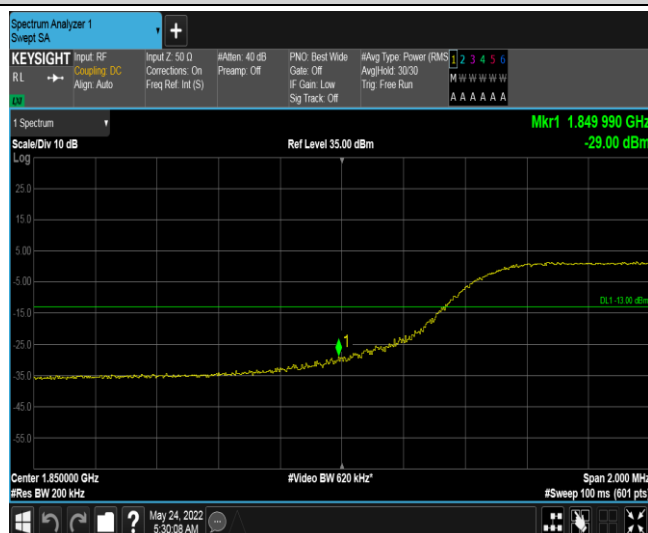 Spectrum Analyzer 1
Swept SA
+
KEYSIGHT
RL
LXI
Input: RF
Coupling: DC
Align: Auto
Input Z: 50 Ω
Corrections: On
Freq Ref: Int (S)
#Atten: 40 dB
Preamp: Off
PNO: Best Wide
Gate: Off
IF Gain: Low
Sig Track: Off
#Avg Type: Power (RMS
Avg|Hold: 30/30
Trig: Free Run
1 2 3 4 5 6
M W W W W W
A A A A A A
1 Spectrum
Scale/Div 10 dB
Log
Ref Level 35.00 dBm
Mkr1 1.849 990 GHz
-29.00 dBm
25.0
15.0
5.00
-5.00
-15.0
-25.0
-35.0
-45.0
-55.0
DL1 -13.00 dBm
1
Center 1.850000 GHz
#Res BW 200 kHz
#Video BW 620 kHz*
Span 2.000 MHz
#Sweep 100 ms (601 pts)
?
May 24, 2022
5:30:08 AM